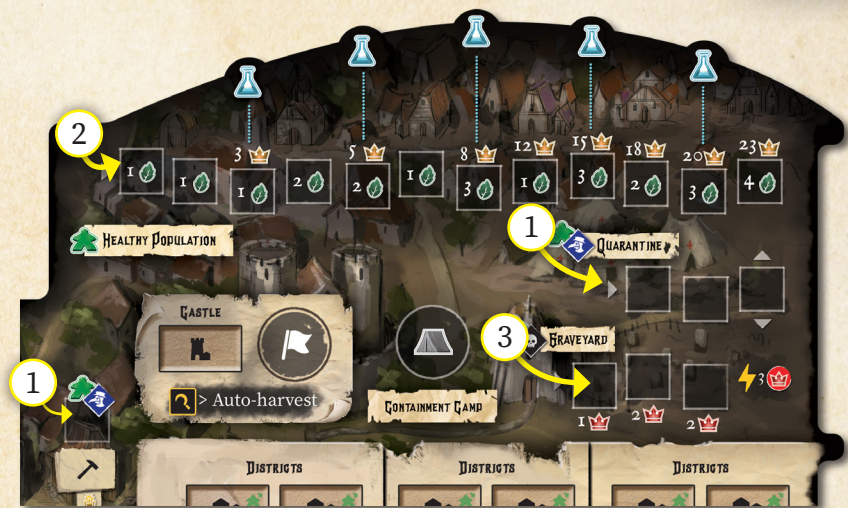 2
3 5 8 12 15 18 20 23
1 1 1 2 2 1 3 1 3 2 3 4
HEALTHY POPULATION
1
QUARANTINE
CASTLE
3
GRAVEYARD
1
> Auto-harvest
CONTAINMENT CAMP
3
1 2 2
DISTRICTS DISTRICTS DISTRICTS